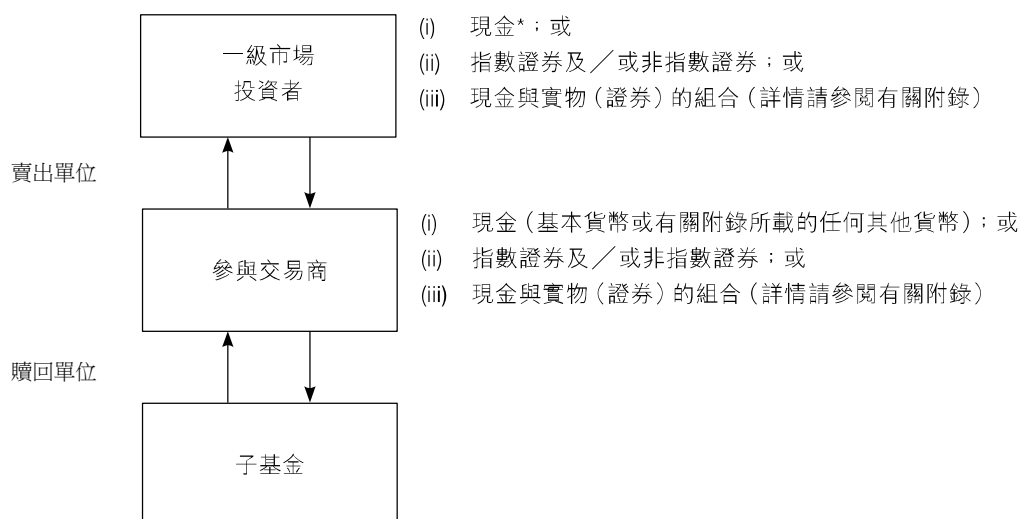 一級市場
投資者
(i) 現金*；或
(ii) 指數證券及／或非指數證券；或
(iii) 現金與實物（證券）的組合（詳情請參閱有關附錄）
賣出單位
參與交易商
(i) 現金（基本貨幣或有關附錄所載的任何其他貨幣）；或
(ii) 指數證券及／或非指數證券；或
(iii) 現金與實物（證券）的組合（詳情請參閱有關附錄）
贖回單位
子基金